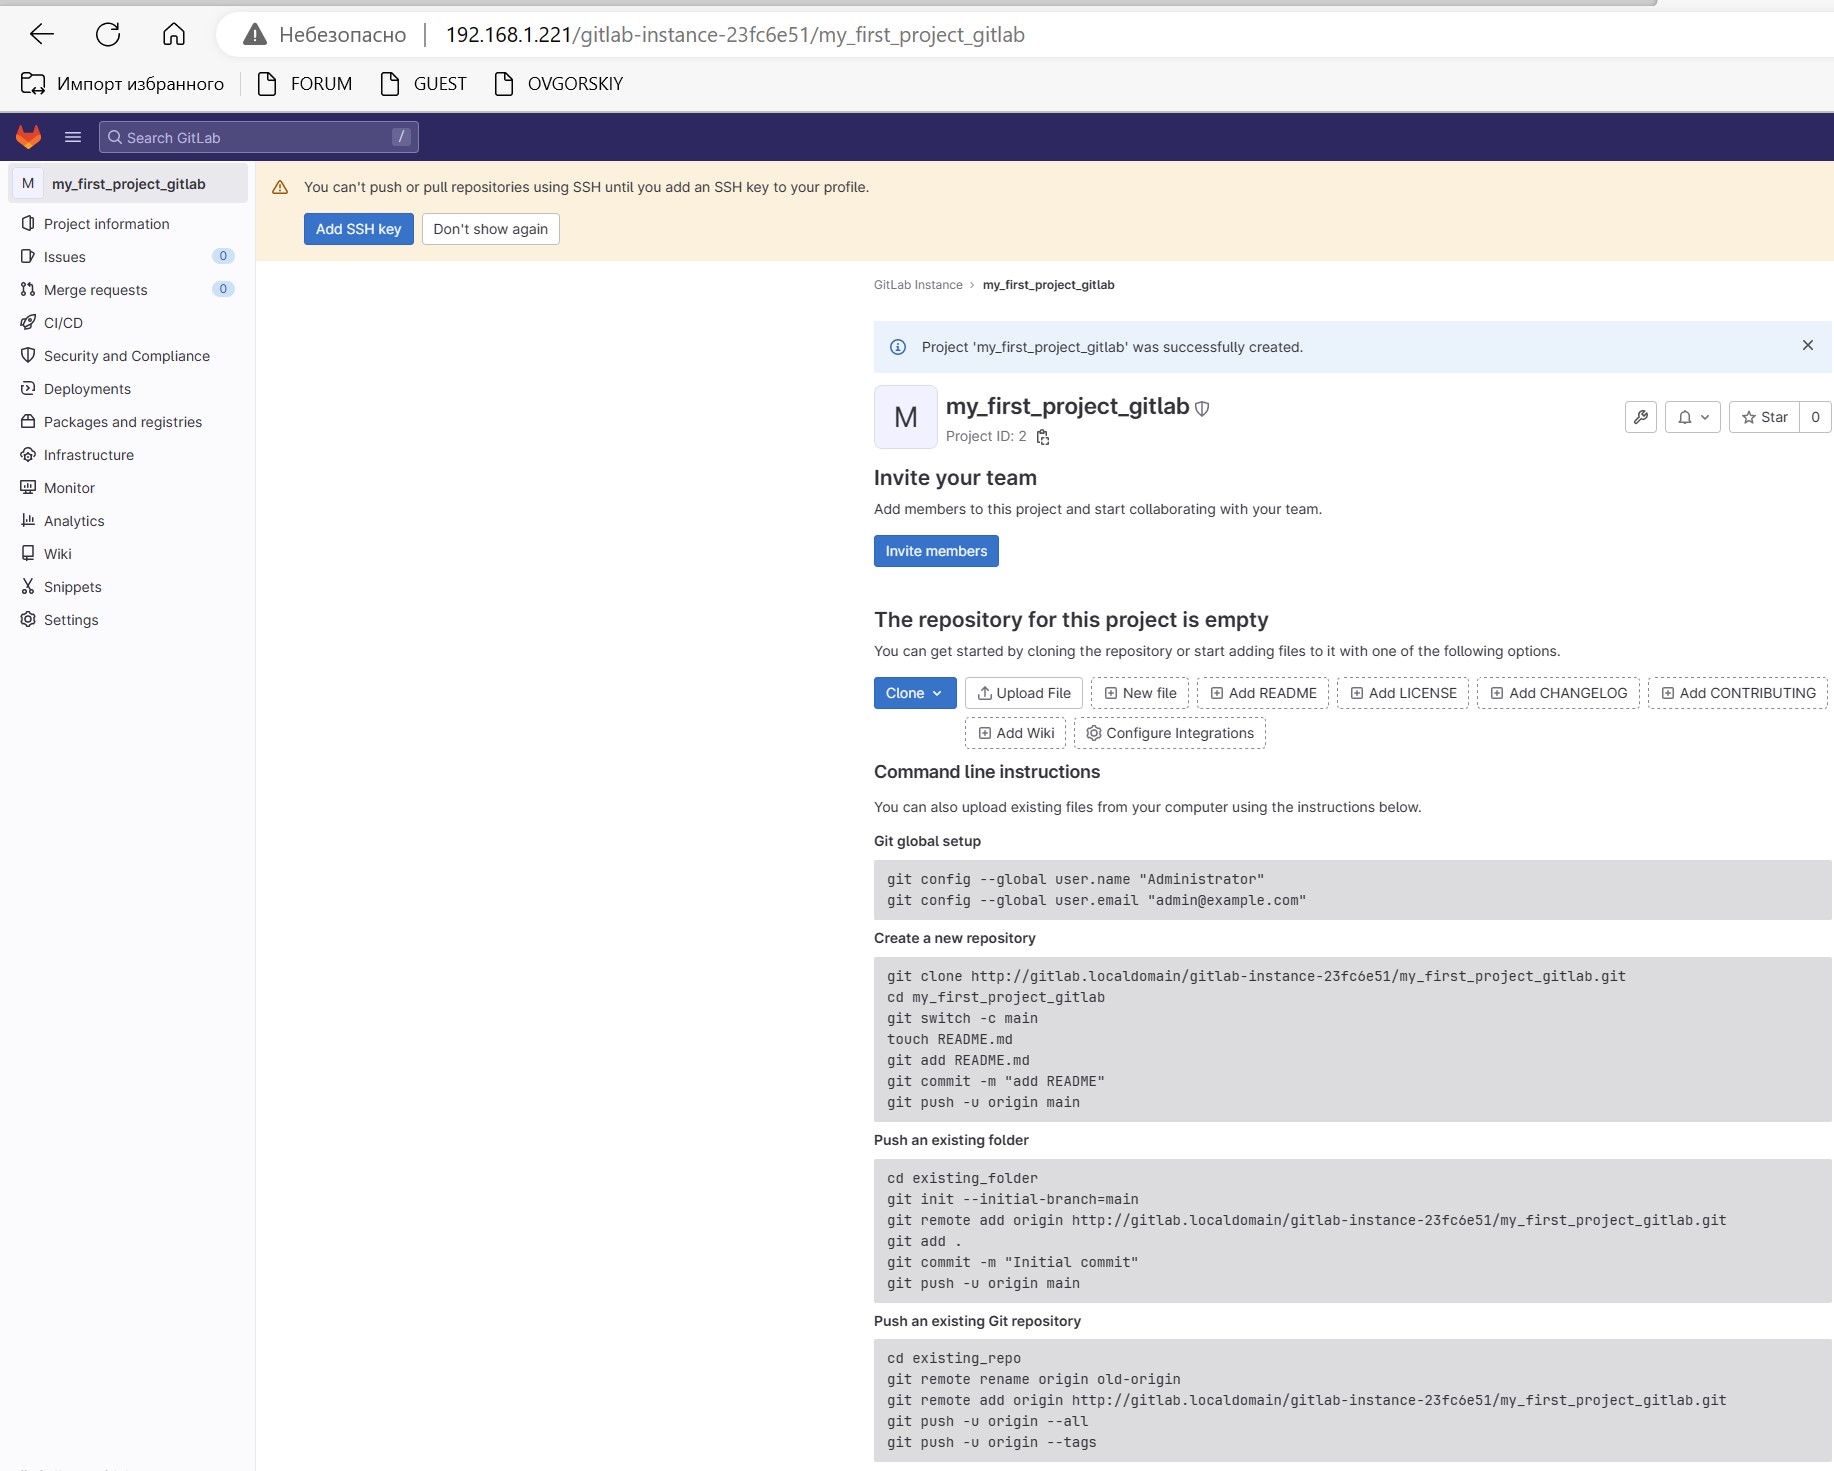 Небезопасно
192.168.1.221/gitlab-instance-23fc6e51/my_first_project_gitlab
Импорт избранного
FORUM
GUEST
OVGORSKIY
Search GitLab
/
M my_first_project_gitlab
Project information
Issues 0
Merge requests 0
CI/CD
Security and Compliance
Deployments
Packages and registries
Infrastructure
Monitor
Analytics
Wiki
Snippets
Settings
You can't push or pull repositories using SSH until you add an SSH key to your profile.
Add SSH key
Don't show again
GitLab Instance › my_first_project_gitlab
Project 'my_first_project_gitlab' was successfully created.
M
my_first_project_gitlab
Project ID: 2
Star 0
Invite your team
Add members to this project and start collaborating with your team.
Invite members
The repository for this project is empty
You can get started by cloning the repository or start adding files to it with one of the following options.
Clone
Upload File
New file
Add README
Add LICENSE
Add CHANGELOG
Add CONTRIBUTING
Add Wiki
Configure Integrations
Command line instructions
You can also upload existing files from your computer using the instructions below.
Git global setup
git config --global user.name "Administrator"
git config --global user.email "admin@example.com"
Create a new repository
git clone http://gitlab.localdomain/gitlab-instance-23fc6e51/my_first_project_gitlab.git
cd my_first_project_gitlab
git switch -c main
touch README.md
git add README.md
git commit -m "add README"
git push -u origin main
Push an existing folder
cd existing_folder
git init --initial-branch=main
git remote add origin http://gitlab.localdomain/gitlab-instance-23fc6e51/my_first_project_gitlab.git
git add .
git commit -m "Initial commit"
git push -u origin main
Push an existing Git repository
cd existing_repo
git remote rename origin old-origin
git remote add origin http://gitlab.localdomain/gitlab-instance-23fc6e51/my_first_project_gitlab.git
git push -u origin --all
git push -u origin --tags